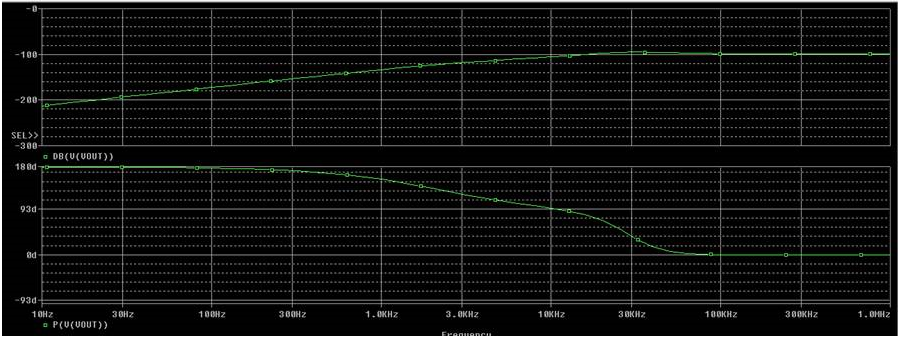 -0
-100
-200
SEL>>
-300
DB(V(VOUT))
180d
93d
0d
-93d
10Hz 30Hz 100Hz 300Hz 1.0KHz 3.0KHz 10KHz 30KHz 100KHz 300KHz 1.0MHz
P(V(VOUT))
Frequency